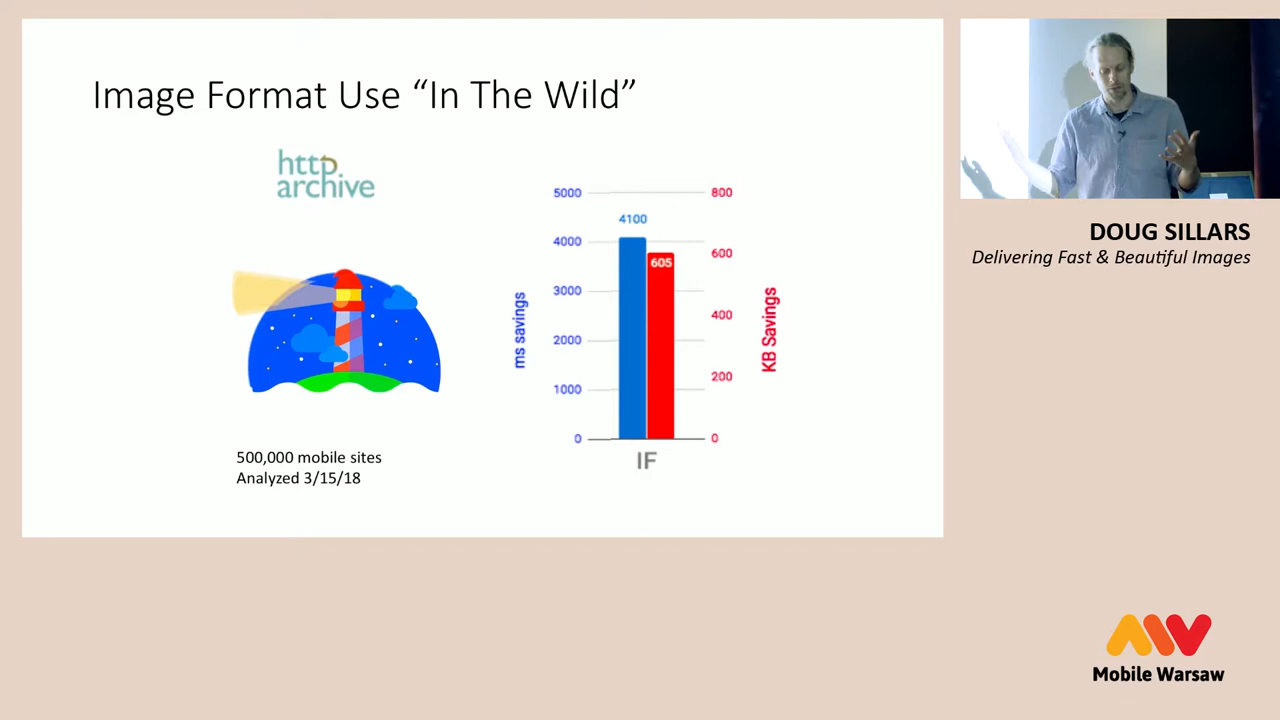 Image Format Use “In The Wild”
http
archive
500,000 mobile sites
Analyzed 3/15/18
ms savings
5000
4000
3000
2000
1000
0
4100
605
IF
800
600
400
200
0
KB Savings
DOUG SILLARS
Delivering Fast & Beautiful Images
Mobile Warsaw